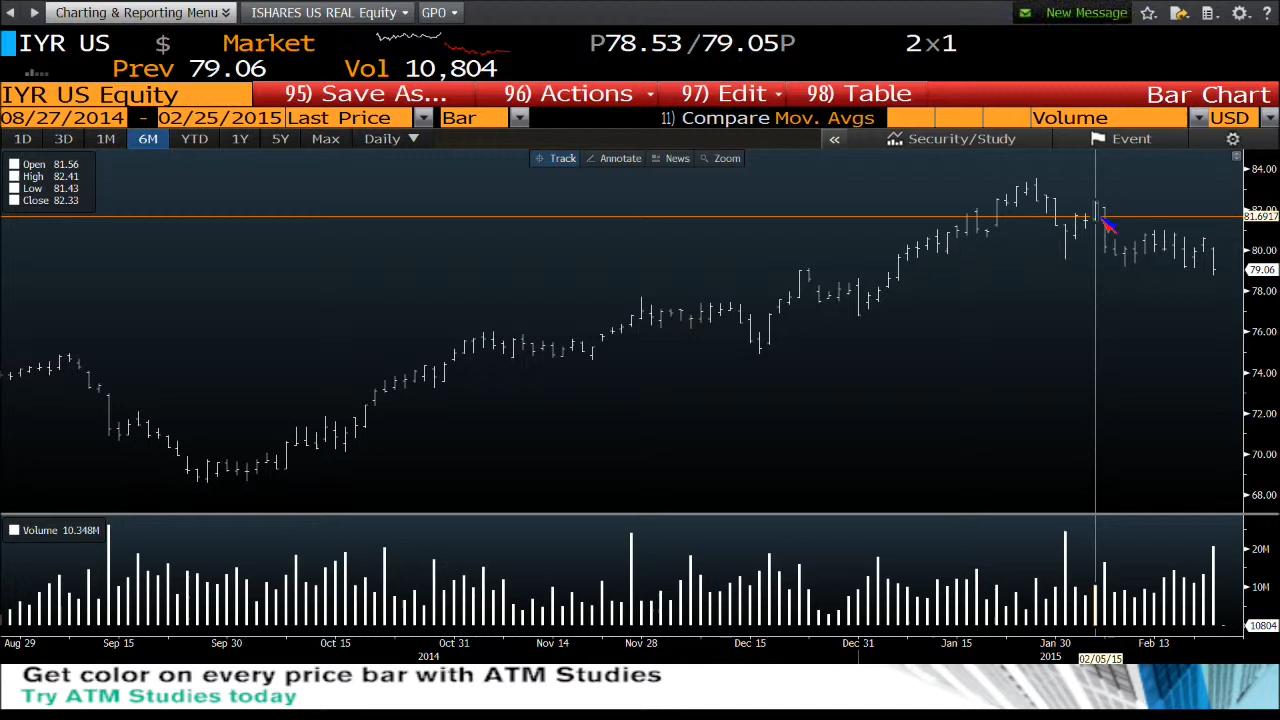 Charting & Reporting Menu ISHARES US REAL Equity GPO New Message
IYR US $ Market P78.53/79.05P 2x1
Prev 79.06 Vol 10,804
IYR US Equity 95) Save As... 96) Actions 97) Edit 98) Table Bar Chart
08/27/2014 - 02/25/2015 Last Price Bar 11) Compare Mov. Avgs Volume USD
1D 3D 1M 6M YTD 1Y 5Y Max Daily « Security/Study Event
Track Annotate News Zoom
Open 81.56
High 82.41
Low 81.43
Close 82.33
84.00
82.00
81.6917
80.00
79.06
78.00
76.00
74.00
72.00
70.00
68.00
Volume 10.348M
20M
10M
10804
Aug 29 Sep 15 Sep 30 Oct 15 Oct 31 Nov 14 Nov 28 Dec 15 Dec 31 Jan 15 Jan 30 Feb 13
2014 2015 02/05/15
Get color on every price bar with ATM Studies
Try ATM Studies today